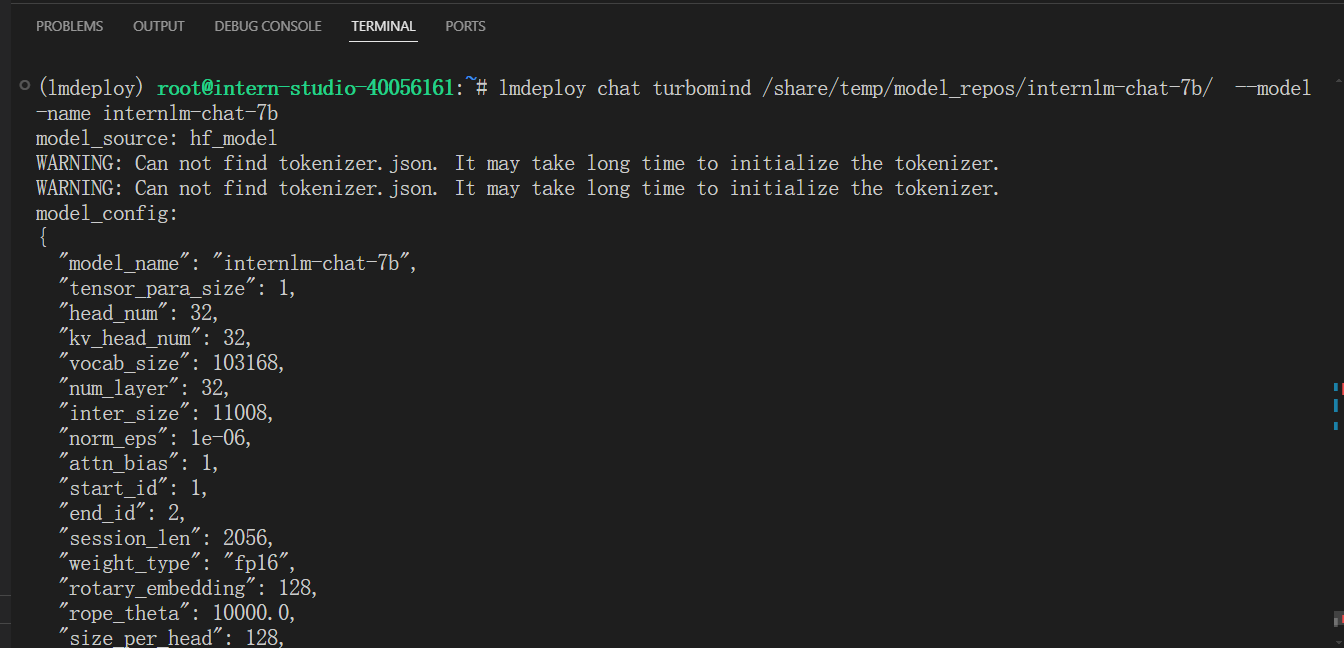 PROBLEMS OUTPUT DEBUG CONSOLE TERMINAL PORTS
(lmdeploy) root@intern-studio-40056161:~# lmdeploy chat turbomind /share/temp/model_repos/internlm-chat-7b/  --model
-name internlm-chat-7b
model_source: hf_model
WARNING: Can not find tokenizer.json. It may take long time to initialize the tokenizer.
WARNING: Can not find tokenizer.json. It may take long time to initialize the tokenizer.
model_config:
{
  "model_name": "internlm-chat-7b",
  "tensor_para_size": 1,
  "head_num": 32,
  "kv_head_num": 32,
  "vocab_size": 103168,
  "num_layer": 32,
  "inter_size": 11008,
  "norm_eps": 1e-06,
  "attn_bias": 1,
  "start_id": 1,
  "end_id": 2,
  "session_len": 2056,
  "weight_type": "fp16",
  "rotary_embedding": 128,
  "rope_theta": 10000.0,
  "size_per_head": 128,